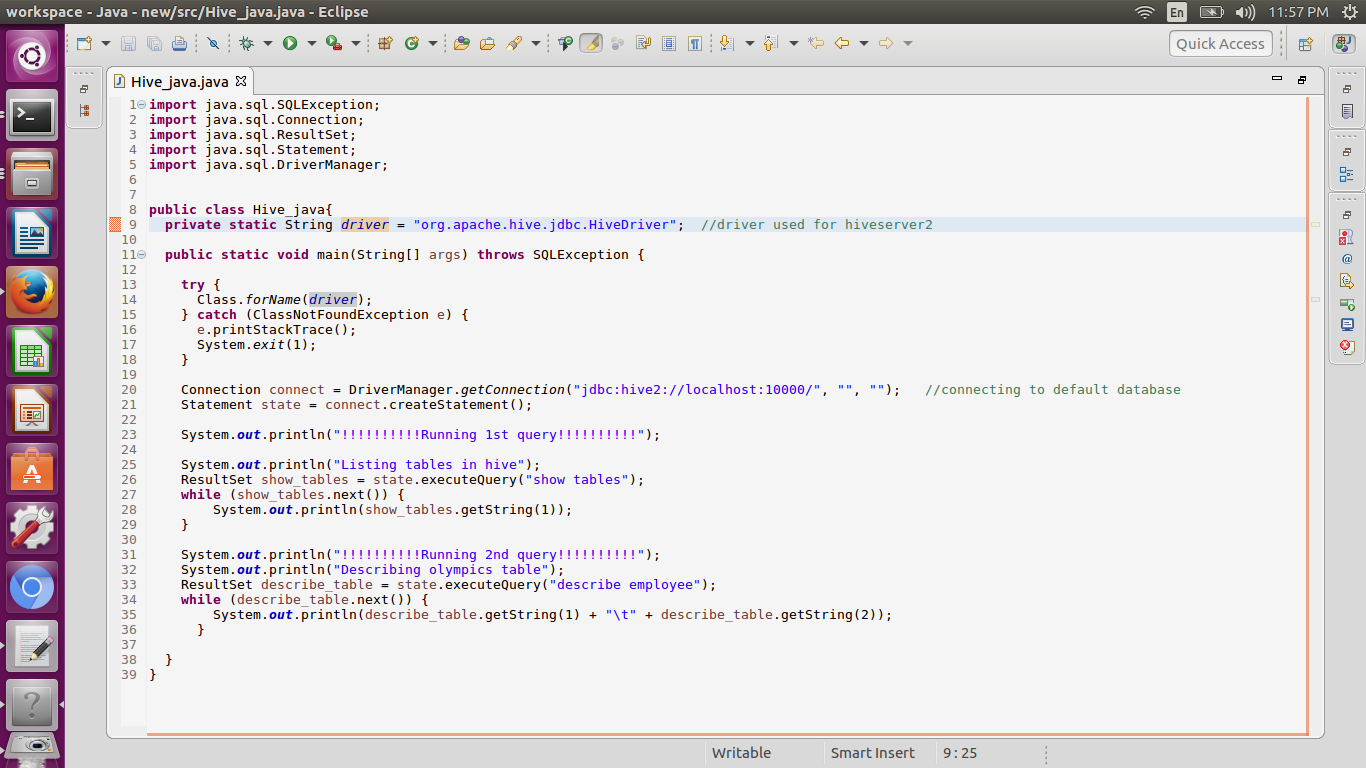 workspace - Java - new/src/Hive_java.java - Eclipse
En
11:57 PM
Quick Access
Hive_java.java
1 import java.sql.SQLException;
2 import java.sql.Connection;
3 import java.sql.ResultSet;
4 import java.sql.Statement;
5 import java.sql.DriverManager;
6
7
8 public class Hive_java{
9   private static String driver = "org.apache.hive.jdbc.HiveDriver";  //driver used for hiveserver2
10
11   public static void main(String[] args) throws SQLException {
12
13     try {
14       Class.forName(driver);
15     } catch (ClassNotFoundException e) {
16       e.printStackTrace();
17       System.exit(1);
18     }
19
20     Connection connect = DriverManager.getConnection("jdbc:hive2://localhost:10000/", "", "");   //connecting to default database
21     Statement state = connect.createStatement();
22
23     System.out.println("!!!!!!!!!!Running 1st query!!!!!!!!!!");
24
25     System.out.println("Listing tables in hive");
26     ResultSet show_tables = state.executeQuery("show tables");
27     while (show_tables.next()) {
28         System.out.println(show_tables.getString(1));
29     }
30
31     System.out.println("!!!!!!!!!!Running 2nd query!!!!!!!!!!");
32     System.out.println("Describing olympics table");
33     ResultSet describe_table = state.executeQuery("describe employee");
34     while (describe_table.next()) {
35         System.out.println(describe_table.getString(1) + "\t" + describe_table.getString(2));
36       }
37
38   }
39 }
Writable
Smart Insert
9 : 25